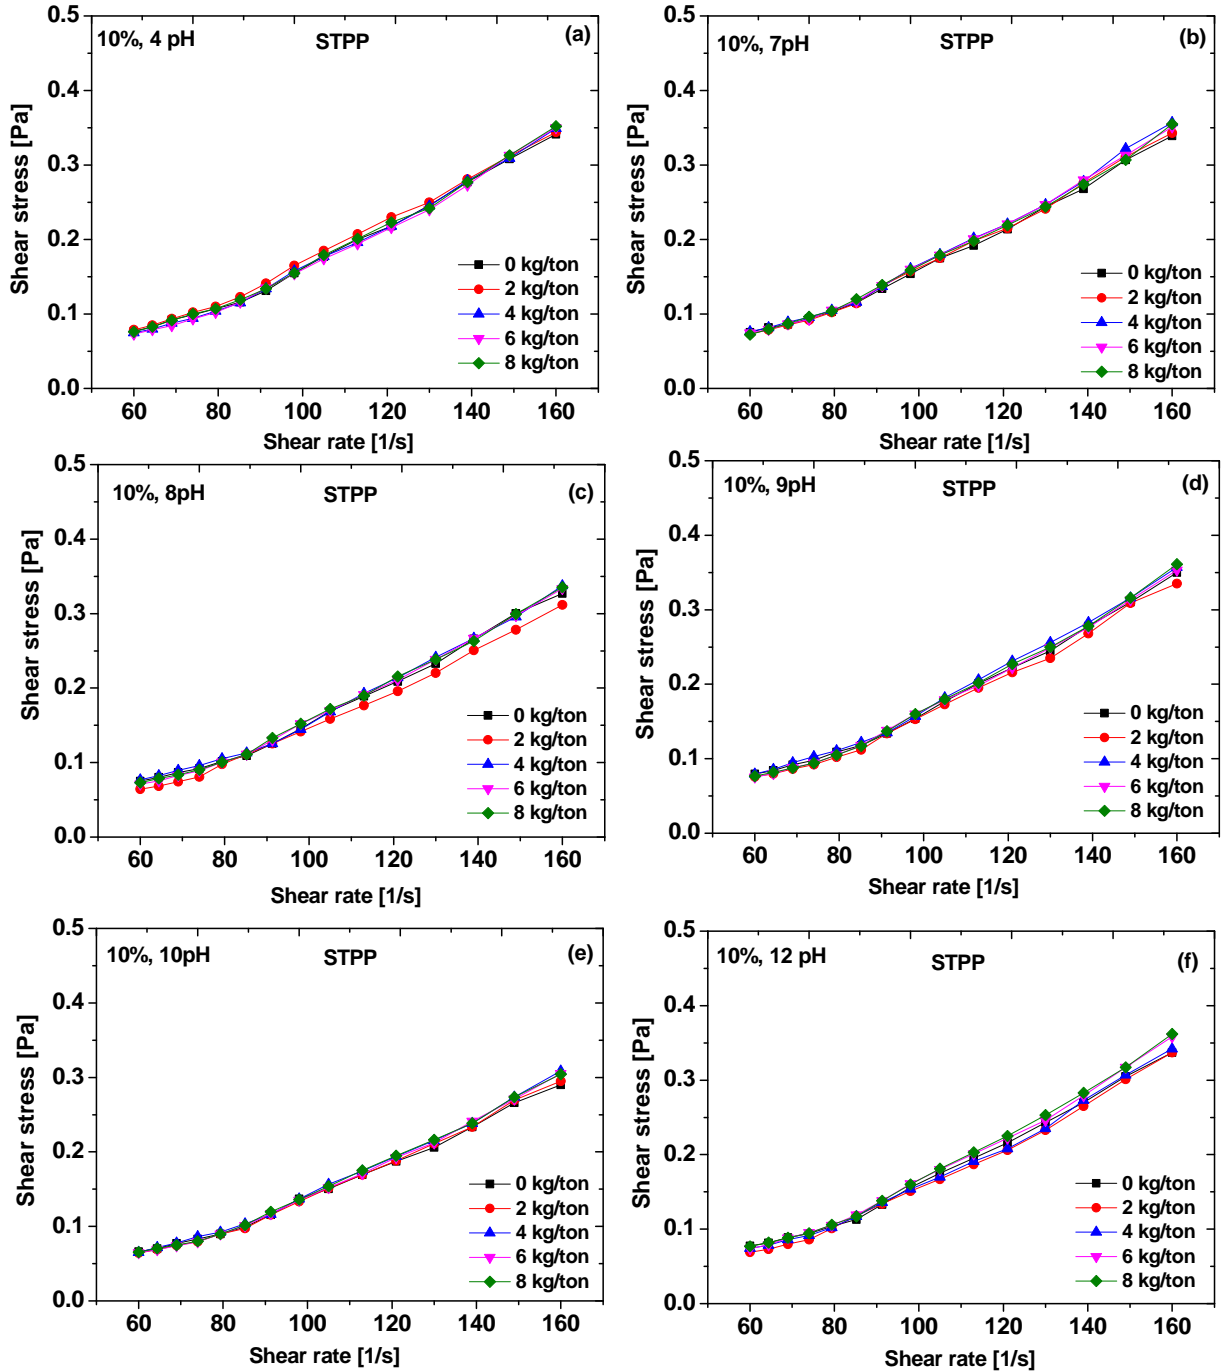 10%, 4 pH STPP (a)
Shear stress [Pa]
0.5
0.4
0.3
0.2
0.1
0.0
0 kg/ton
2 kg/ton
4 kg/ton
6 kg/ton
8 kg/ton
60 80 100 120 140 160
Shear rate [1/s]
10%, 7pH STPP (b)
Shear stress [Pa]
0.5
0.4
0.3
0.2
0.1
0.0
0 kg/ton
2 kg/ton
4 kg/ton
6 kg/ton
8 kg/ton
60 80 100 120 140 160
Shear rate [1/s]
10%, 8pH STPP (c)
Shear stress [Pa]
0.5
0.4
0.3
0.2
0.1
0.0
0 kg/ton
2 kg/ton
4 kg/ton
6 kg/ton
8 kg/ton
60 80 100 120 140 160
Shear rate [1/s]
10%, 9pH STPP (d)
Shear stress [Pa]
0.5
0.4
0.3
0.2
0.1
0.0
0 kg/ton
2 kg/ton
4 kg/ton
6 kg/ton
8 kg/ton
60 80 100 120 140 160
Shear rate [1/s]
10%, 10pH STPP (e)
Shear stress [Pa]
0.5
0.4
0.3
0.2
0.1
0.0
0 kg/ton
2 kg/ton
4 kg/ton
6 kg/ton
8 kg/ton
60 80 100 120 140 160
Shear rate [1/s]
10%, 12 pH STPP (f)
Shear stress [Pa]
0.5
0.4
0.3
0.2
0.1
0.0
0 kg/ton
2 kg/ton
4 kg/ton
6 kg/ton
8 kg/ton
60 80 100 120 140 160
Shear rate [1/s]